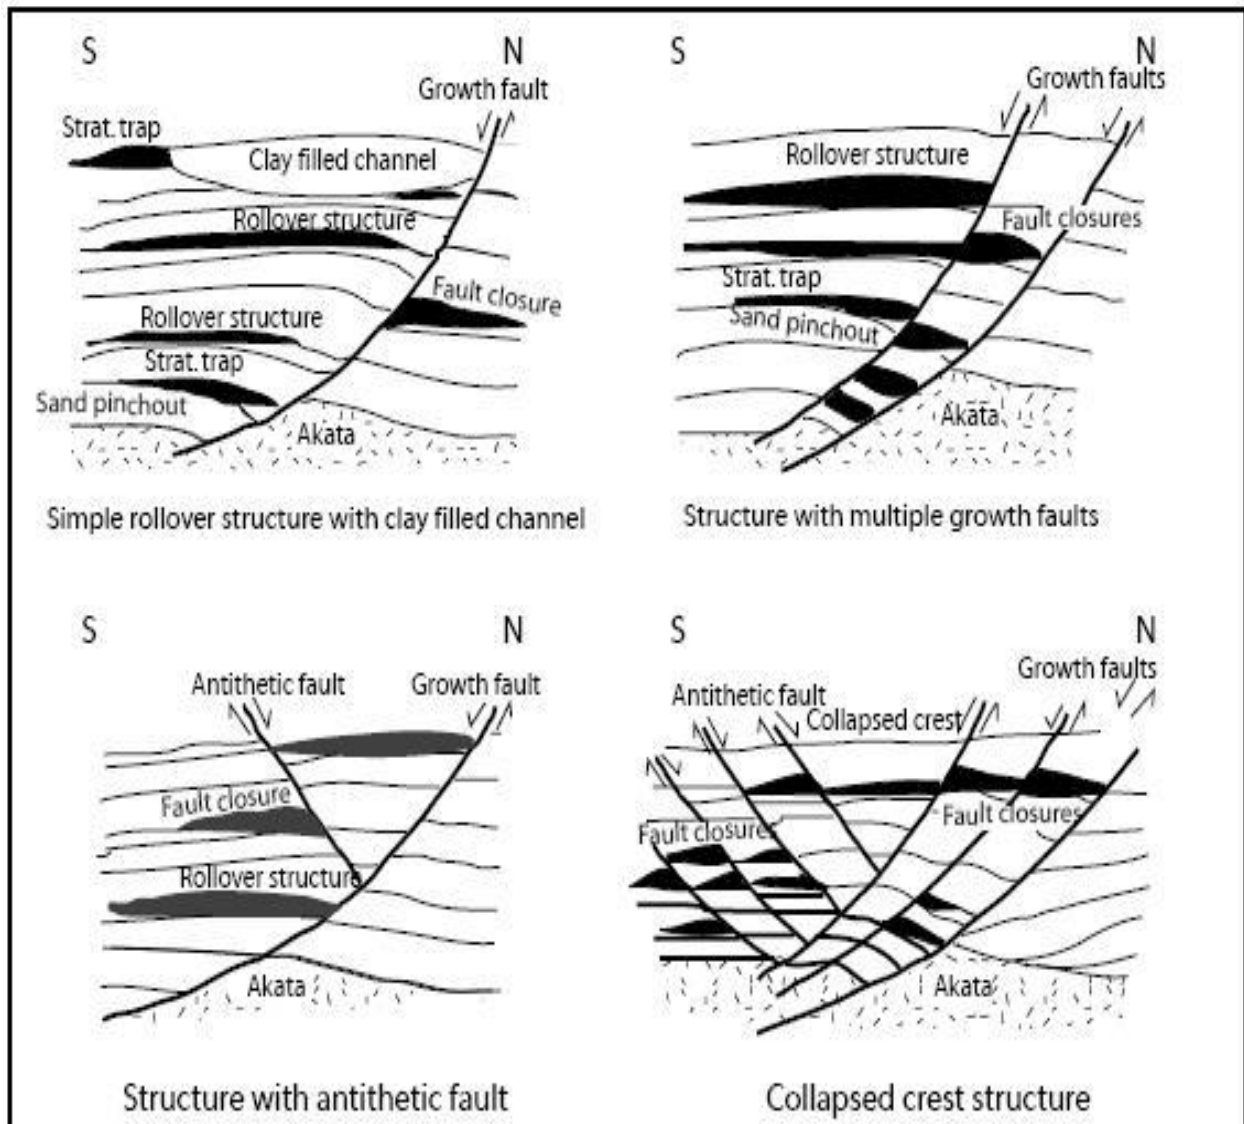 S
N
Growth fault
Strat. trap
Clay filled channel
Rollover structure
Fault closure
Rollover structure
Strat. trap
Sand pinchout
Akata
Simple rollover structure with clay filled channel
S
N
Growth faults
Rollover structure
Fault closures
Strat. trap
Sand pinchout
Akata
Structure with multiple growth faults
S
N
Antithetic fault
Growth fault
Fault closure
Rollover structure
Akata
Structure with antithetic fault
S
N
Growth faults
Antithetic fault
Collapsed crest
Fault closures
Fault closures
Akata
Collapsed crest structure